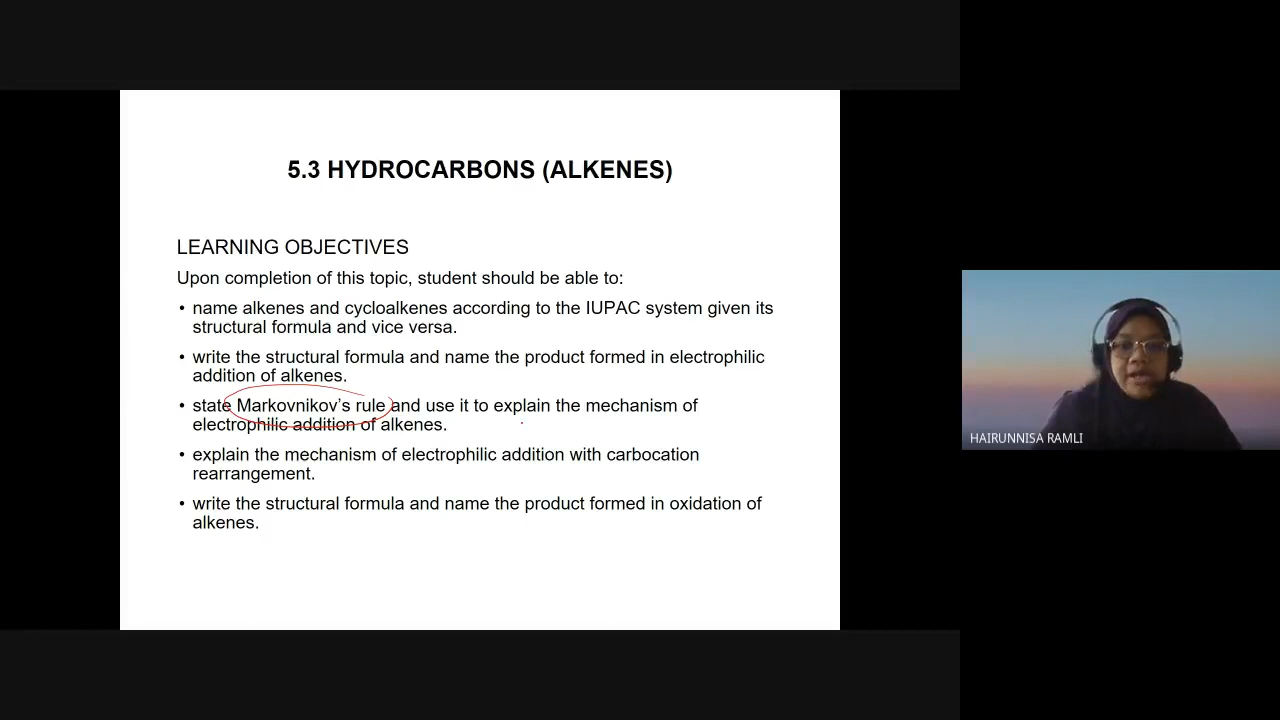 5.3 HYDROCARBONS (ALKENES)
LEARNING OBJECTIVES
Upon completion of this topic, student should be able to:
• name alkenes and cycloalkenes according to the IUPAC system given its
structural formula and vice versa.
• write the structural formula and name the product formed in electrophilic
addition of alkenes.
• state Markovnikov’s rule and use it to explain the mechanism of
electrophilic addition of alkenes.
• explain the mechanism of electrophilic addition with carbocation
rearrangement.
• write the structural formula and name the product formed in oxidation of
alkenes.
HAIRUNNISA RAMLI